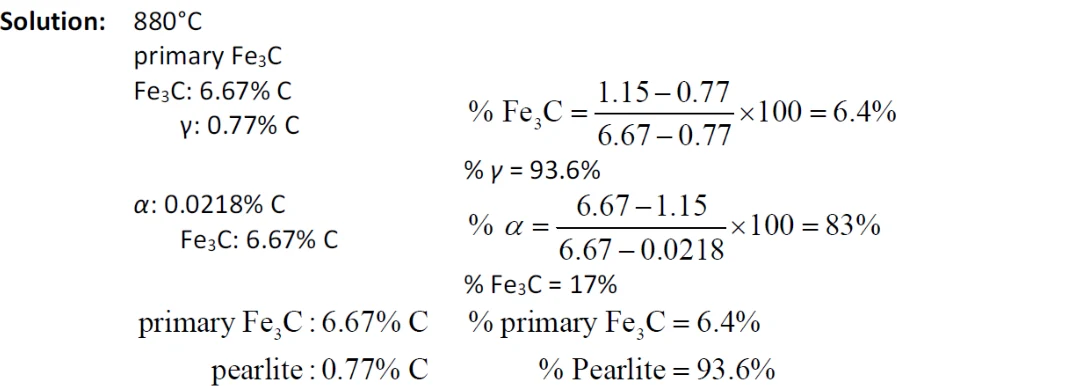 Solution: 880°C
primary Fe₃C
Fe₃C: 6.67% C
γ: 0.77% C
% Fe₃C = (1.15 – 0.77)/(6.67 – 0.77) × 100 = 6.4%
% γ = 93.6%
α: 0.0218% C
Fe₃C: 6.67% C
% α = (6.67 – 1.15)/(6.67 – 0.0218) × 100 = 83%
% Fe₃C = 17%
primary Fe₃C : 6.67% C % primary Fe₃C = 6.4%
pearlite : 0.77% C % Pearlite = 93.6%